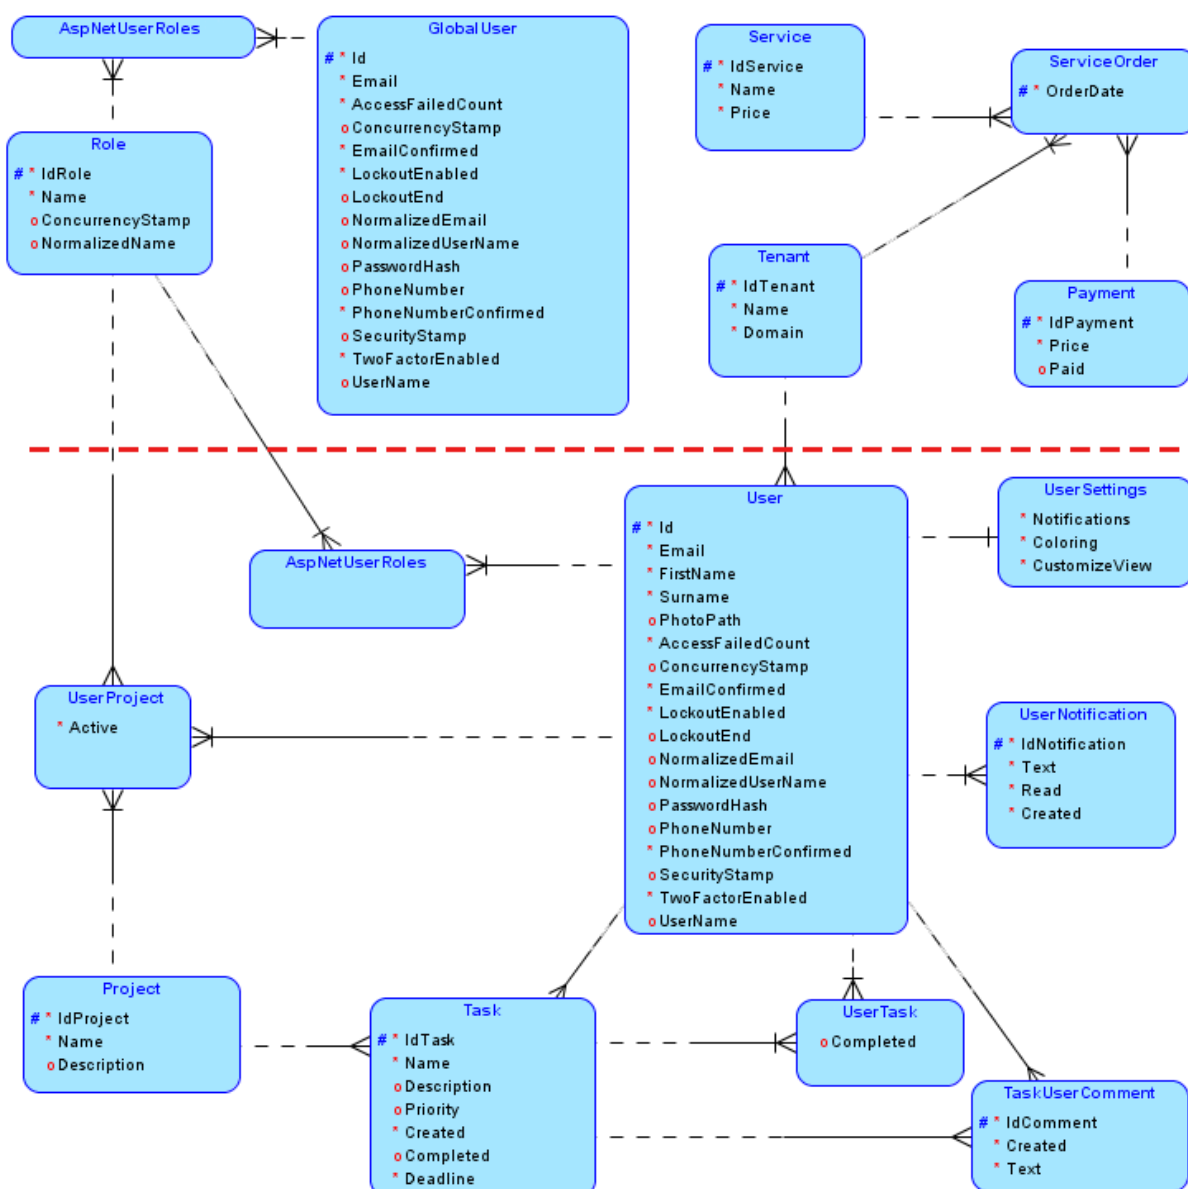 AspNetUserRoles
GlobalUser
# * Id
* Email
* AccessFailedCount
o ConcurrencyStamp
* EmailConfirmed
* LockoutEnabled
o LockoutEnd
o NormalizedEmail
o NormalizedUserName
o PasswordHash
o PhoneNumber
* PhoneNumberConfirmed
o SecurityStamp
* TwoFactorEnabled
o UserName
Service
# * IdService
* Name
* Price
ServiceOrder
# * OrderDate
Role
# * IdRole
* Name
o ConcurrencyStamp
o NormalizedName
Tenant
# * IdTenant
* Name
* Domain
Payment
# * IdPayment
* Price
o Paid
User
# * Id
* Email
* FirstName
* Surname
o PhotoPath
* AccessFailedCount
o ConcurrencyStamp
* EmailConfirmed
* LockoutEnabled
o LockoutEnd
o NormalizedEmail
o NormalizedUserName
o PasswordHash
o PhoneNumber
* PhoneNumberConfirmed
o SecurityStamp
* TwoFactorEnabled
o UserName
UserSettings
* Notifications
* Coloring
* CustomizeView
AspNetUserRoles
UserProject
* Active
UserNotification
# * IdNotification
* Text
* Read
* Created
Project
# * IdProject
* Name
o Description
Task
# * IdTask
* Name
o Description
o Priority
* Created
o Completed
* Deadline
UserTask
o Completed
TaskUserComment
# * IdComment
* Created
* Text